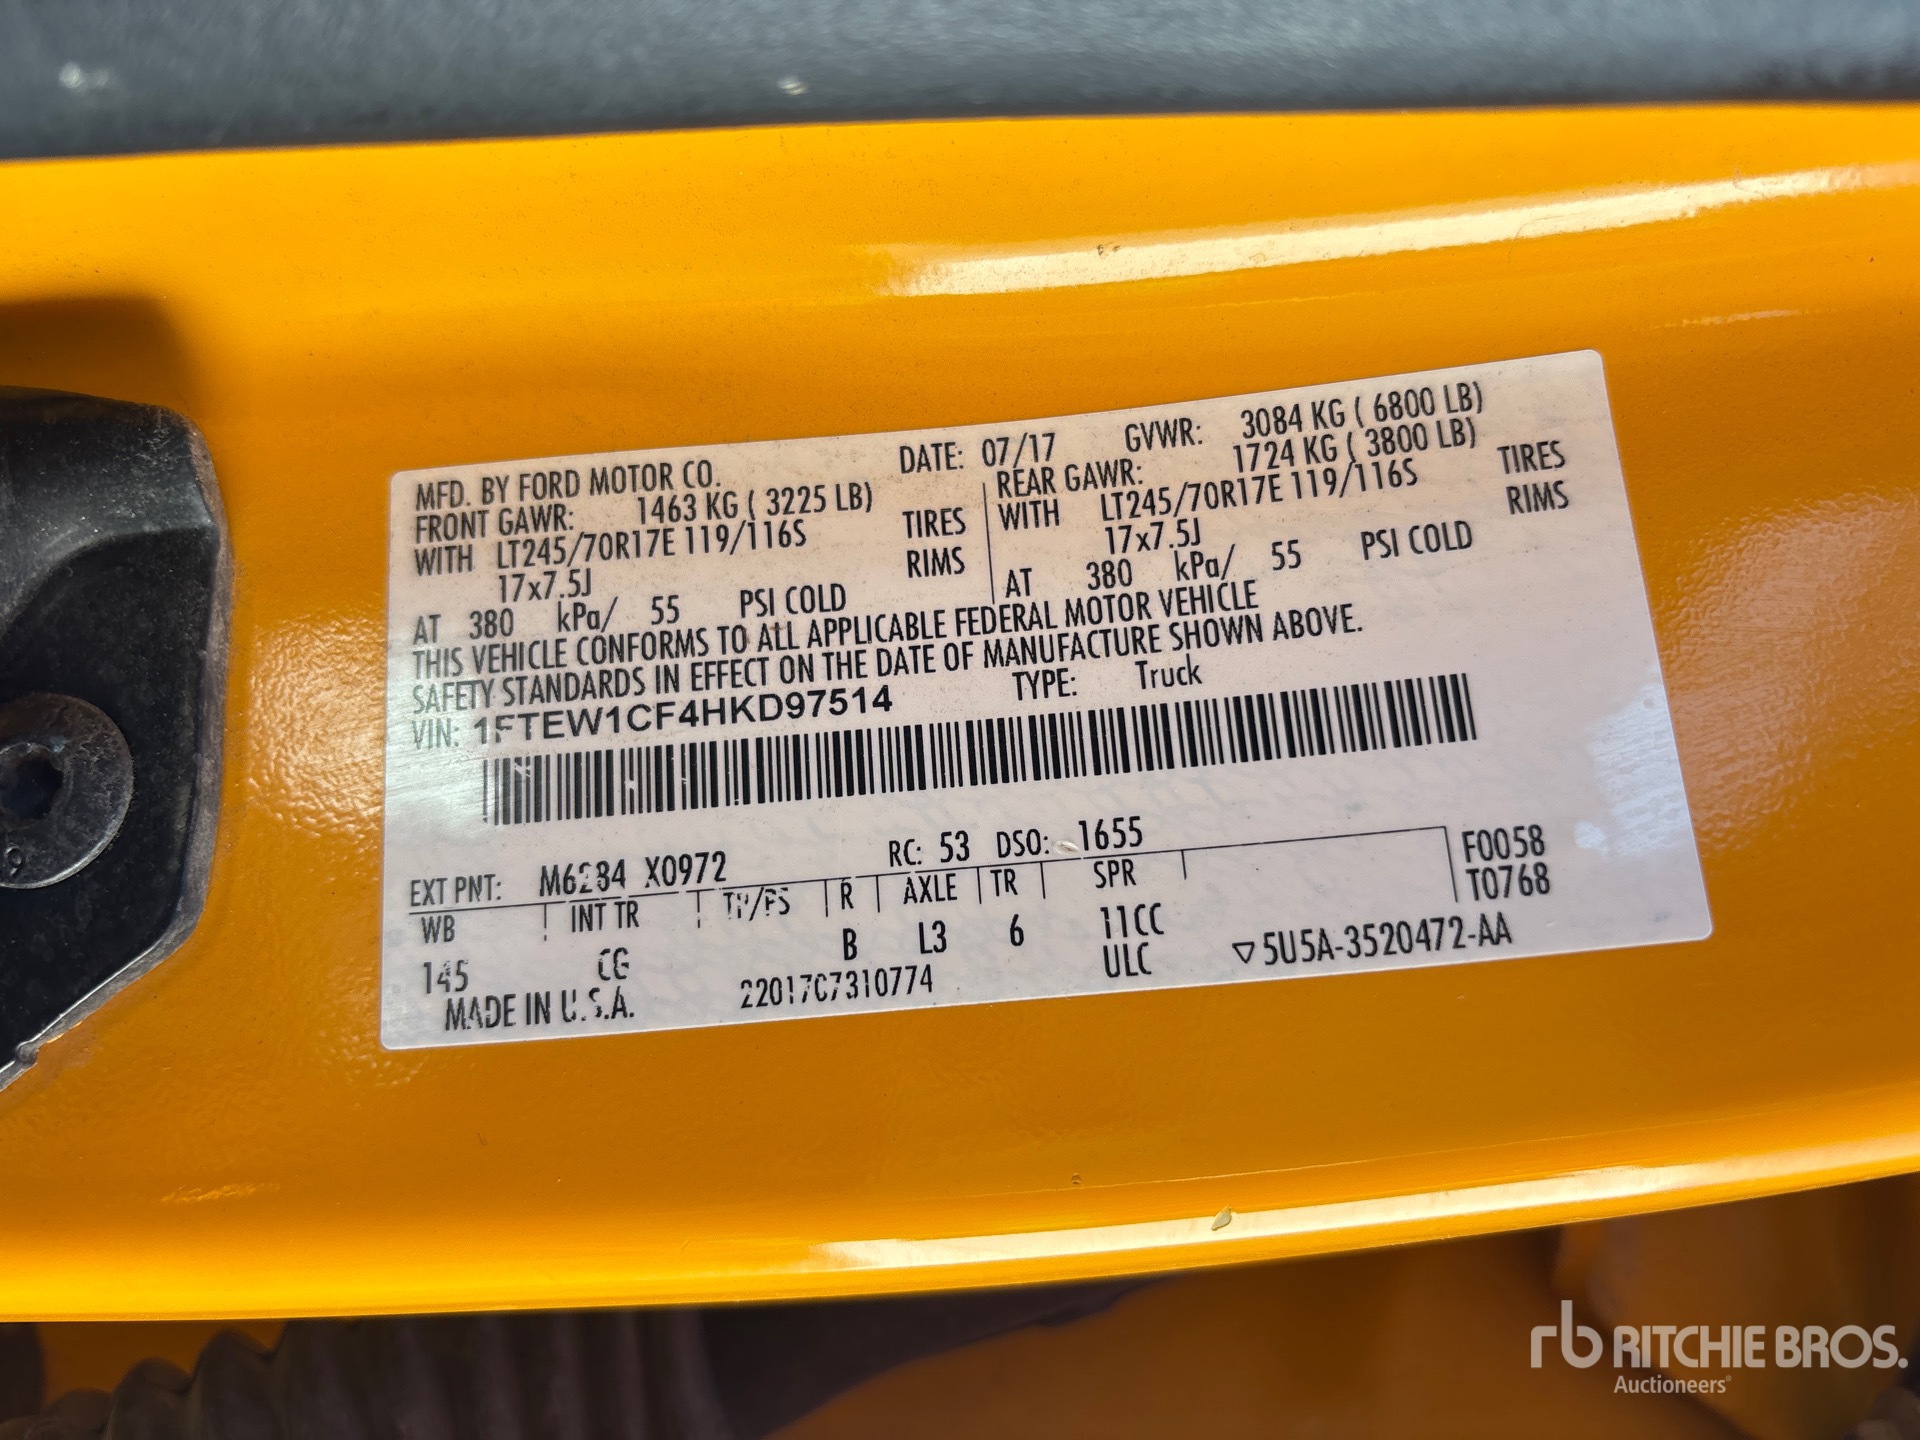 MFD. BY FORD MOTOR CO. DATE: 07/17 GVWR: 3084 KG ( 6800 LB)
FRONT GAWR: 1463 KG ( 3225 LB) REAR GAWR: 1724 KG ( 3800 LB)
WITH LT245/70R17E 119/116S TIRES WITH LT245/70R17E 119/116S TIRES
17x7.5J RIMS 17x7.5J RIMS
AT 380 kPa/ 55 PSI COLD AT 380 kPa/ 55 PSI COLD
THIS VEHICLE CONFORMS TO ALL APPLICABLE FEDERAL MOTOR VEHICLE
SAFETY STANDARDS IN EFFECT ON THE DATE OF MANUFACTURE SHOWN ABOVE.
VIN: 1FTEW1CF4HKD97514 TYPE: Truck
EXT PNT: M6284 X0972 RC: 53 DSO: 1655 F0058
WB INT TR TP/PS R AXLE TR SPR T0768
145 CG B L3 6 11CC
MADE IN U.S.A. 2201707310774 ULC ▽5U5A-3520472-AA
9
rb RITCHIE BROS.
Auctioneers